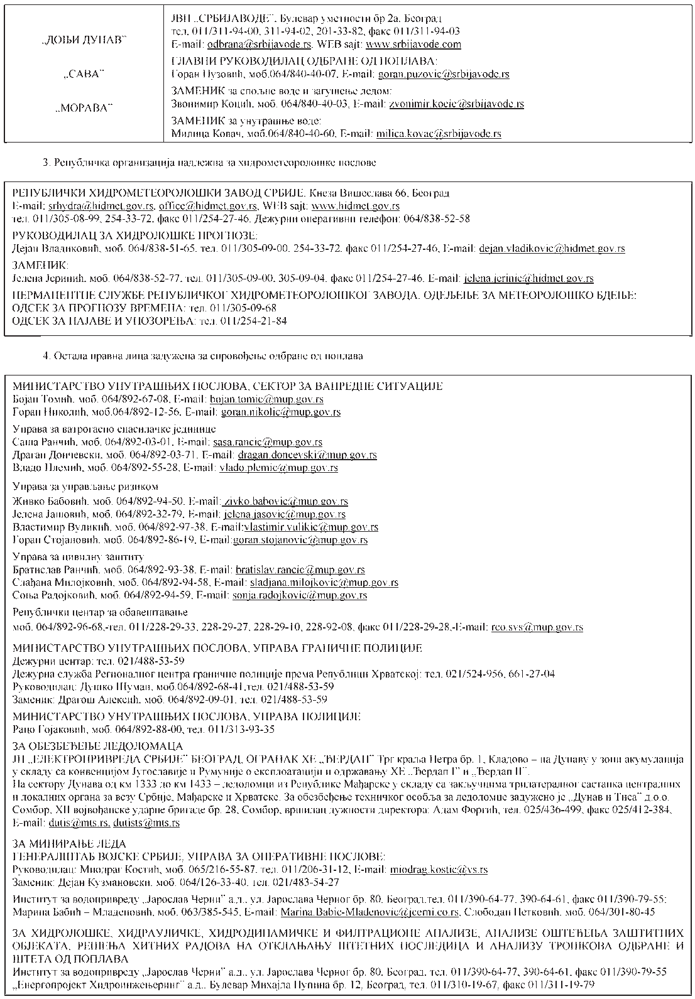 „ДОЊИ ДУНАВ“
„САВА“
„МОРАВА“
ЈВП „СРБИЈАВОДЕ“, Булевар уметности бр 2а, Београд
тел. 011/311-94-00, 311-94-02, 201-33-82, факс 011/311-94-03
E-mail: odbrana@srbijavode.rs, WEB sajt: www.srbijavode.com
ГЛАВНИ РУКОВОДИЛАЦ ОДБРАНЕ ОД ПОПЛАВА:
Горан Пузовић, моб.064/840-40-07, E-mail: goran.puzovic@srbijavode.rs
ЗАМЕНИК за спољне воде и загушење ледом:
Звонимир Коцић, моб. 064/840-40-03, E-mail: zvonimir.kocic@srbijavode.rs
ЗАМЕНИК за унутрашње воде:
Милица Ковач, моб.064/840-40-60, E-mail: milica.kovac@srbijavode.rs
3. Републичка организација надлежна за хидрометеоролошке послове
РЕПУБЛИЧКИ ХИДРОМЕТЕОРОЛОШКИ ЗАВОД СРБИЈЕ, Кнеза Вишеслава 66, Београд
E-mail: srhydra@hidmet.gov.rs, office@hidmet.gov.rs, WEB sajt: www.hidmet.gov.rs
тел. 011/305-08-99, 254-33-72, факс 011/254-27-46, Дежурни оперативни телефон: 064/838-52-58
РУКОВОДИЛАЦ ЗА ХИДРОЛОШКЕ ПРОГНОЗЕ:
Дејан Владиковић, моб. 064/838-51-65, тел. 011/305-09-00, 254-33-72, факс 011/254-27-46, E-mail: dejan.vladikovic@hidmet.gov.rs
ЗАМЕНИК:
Јелена Јеринић, моб. 064/838-52-77, тел. 011/305-09-00, 305-09-04, факс 011/254-27-46, E-mail: jelena.jerinic@hidmet.gov.rs
ПЕРМАНЕНТНЕ СЛУЖБЕ РЕПУБЛИЧКОГ ХИДРОМЕТЕОРОЛОШКОГ ЗАВОДА, ОДЕЉЕЊЕ ЗА МЕТЕОРОЛОШКО БДЕЊЕ:
ОДСЕК ЗА ПРОГНОЗУ ВРЕМЕНА: тел. 011/305-09-68
ОДСЕК ЗА НАЈАВЕ И УПОЗОРЕЊА: тел. 011/254-21-84
4. Остала правна лица задужена за спровођење одбране од поплава
МИНИСТАРСТВО УНУТРАШЊИХ ПОСЛОВА, СЕКТОР ЗА ВАНРЕДНЕ СИТУАЦИЈЕ
Бојан Томић, моб. 064/892-67-08, E-mail: bojan.tomic@mup.gov.rs
Горан Николић, моб.064/892-12-56, E-mail: goran.nikolic@mup.gov.rs
Управа за ватрогасно спасилачке јединице
Саша Ранчић, моб. 064/892-03-01, E-mail: sasa.rancic@mup.gov.rs
Драган Дончевски, моб. 064/892-03-71, E-mail: dragan.doncevski@mup.gov.rs
Владо Племић, моб. 064/892-55-28, E-mail: vlado.plemic@mup.gov.rs
Управа за управљање ризиком
Живко Бабовић, моб. 064/892-94-50, E-mail: zivko.babovic@mup.gov.rs
Јелена Јашовић, моб. 064/892-32-79, E-mail: jelena.jasovic@mup.gov.rs
Властимир Вуликић, моб. 064/892-97-38, E-mail:vlastimir.vulikic@mup.gov.rs
Горан Стојановић, моб. 064/892-86-19, E-mail:goran.stojanovic@mup.gov.rs
Управа за цивилну заштиту
Братислав Ранчић, моб. 064/892-93-38, E-mail: bratislav.rancic@mup.gov.rs
Слађана Милојковић, моб. 064/892-94-58, E-mail: sladjana.milojkovic@mup.gov.rs
Соња Радојковић, моб. 064/892-94-59, E-mail: sonja.radojkovic@mup.gov.rs
Републички центар за обавештавање
моб. 064/892-96-68,-тел. 011/228-29-33, 228-29-27, 228-29-10, 228-92-08, факс 011/228-29-28,-E-mail: rco.svs@mup.gov.rs
МИНИСТАРСТВО УНУТРАШЊИХ ПОСЛОВА, УПРАВА ГРАНИЧНЕ ПОЛИЦИЈЕ
Дежурни центар: тел. 021/488-53-59
Дежурна служба Регионалног центра граничне полиције према Републици Хрватској: тел. 021/524-956, 661-27-04
Руководилац: Душко Шуман, моб.064/892-68-41,тел. 021/488-53-59
Заменик: Драгош Алексић, моб. 064/892-09-01, тел. 021/488-53-59
МИНИСТАРСТВО УНУТРАШЊИХ ПОСЛОВА, УПРАВА ПОЛИЦИЈЕ
Рацо Гојаковић, моб. 064/892-88-00, тел. 011/313-93-35
ЗА ОБЕЗБЕЂЕЊЕ ЛЕДОЛОМАЦА
ЈП „ЕЛЕКТРОПРИВРЕДА СРБИЈЕ“ БЕОГРАД, ОГРАНАК ХЕ „ЂЕРДАП“ Трг краља Петра бр. 1, Кладово – на Дунаву у зони акумулација
у складу са конвенцијом Југославије и Румуније о експлоатацији и одржавању ХЕ „Ђердап I“ и „Ђердап II“.
На сектору Дунава од км 1333 до км 1433 – ледоломци из Републике Мађарске у складу са закључцима трилатералног састанка централних
и локалних органа за везу Србије, Мађарске и Хрватске. За обезбеђење техничког особља за ледоломце задужено је „Дунав и Тиса“ д.о.о.
Сомбор, XII војвођанске ударне бригаде бр. 28, Сомбор, вршилац дужности директора: Адам Форгић, тел. 025/436-499, факс 025/412-384,
E-mail: dutis@mts.rs, dutists@mts.rs
ЗА МИНИРАЊЕ ЛЕДА
ГЕНЕРАЛШТАБ ВОЈСКЕ СРБИЈЕ, УПРАВА ЗА ОПЕРАТИВНЕ ПОСЛОВЕ:
Руководилац: Миодраг Костић, моб. 065/216-55-87, тел. 011/206-31-12, E-mail: miodrag.kostic@vs.rs
Заменик: Дејан Кузмановски, моб. 064/126-33-40, тел. 021/483-54-27
Институт за водопривреду „Јарослав Черни“ а.д., ул. Јарослава Черног бр. 80, Београд,тел. 011/390-64-77, 390-64-61, факс 011/390-79-55;
Марина Бабић – Младеновић, моб. 063/385-545, E-mail: Marina.Babic-Mladenovic@jcerni.co.rs, Слободан Петковић, моб. 064/301-80-45
ЗА ХИДРОЛОШКЕ, ХИДРАУЛИЧКЕ, ХИДРОДИНАМИЧКЕ И ФИЛТРАЦИОНЕ АНАЛИЗЕ, АНАЛИЗЕ ОШТЕЋЕЊА ЗАШТИТНИХ
ОБЈЕКАТА, РЕШЕЊА ХИТНИХ РАДОВА НА ОТКЛАЊАЊУ ШТЕТНИХ ПОСЛЕДИЦА И АНАЛИЗУ ТРОШКОВА ОДБРАНЕ И
ШТЕТА ОД ПОПЛАВА
Институт за водопривреду „Јарослав Черни“ а.д., ул. Јарослава Черног бр. 80, Београд, тел. 011/390-64-77, 390-64-61, факс 011/390-79-55
„Енергопројект Хидроинжењеринг“ а.д., Булевар Михајла Пупина бр. 12, Београд, тел. 011/310-19-67, факс 011/311-19-79